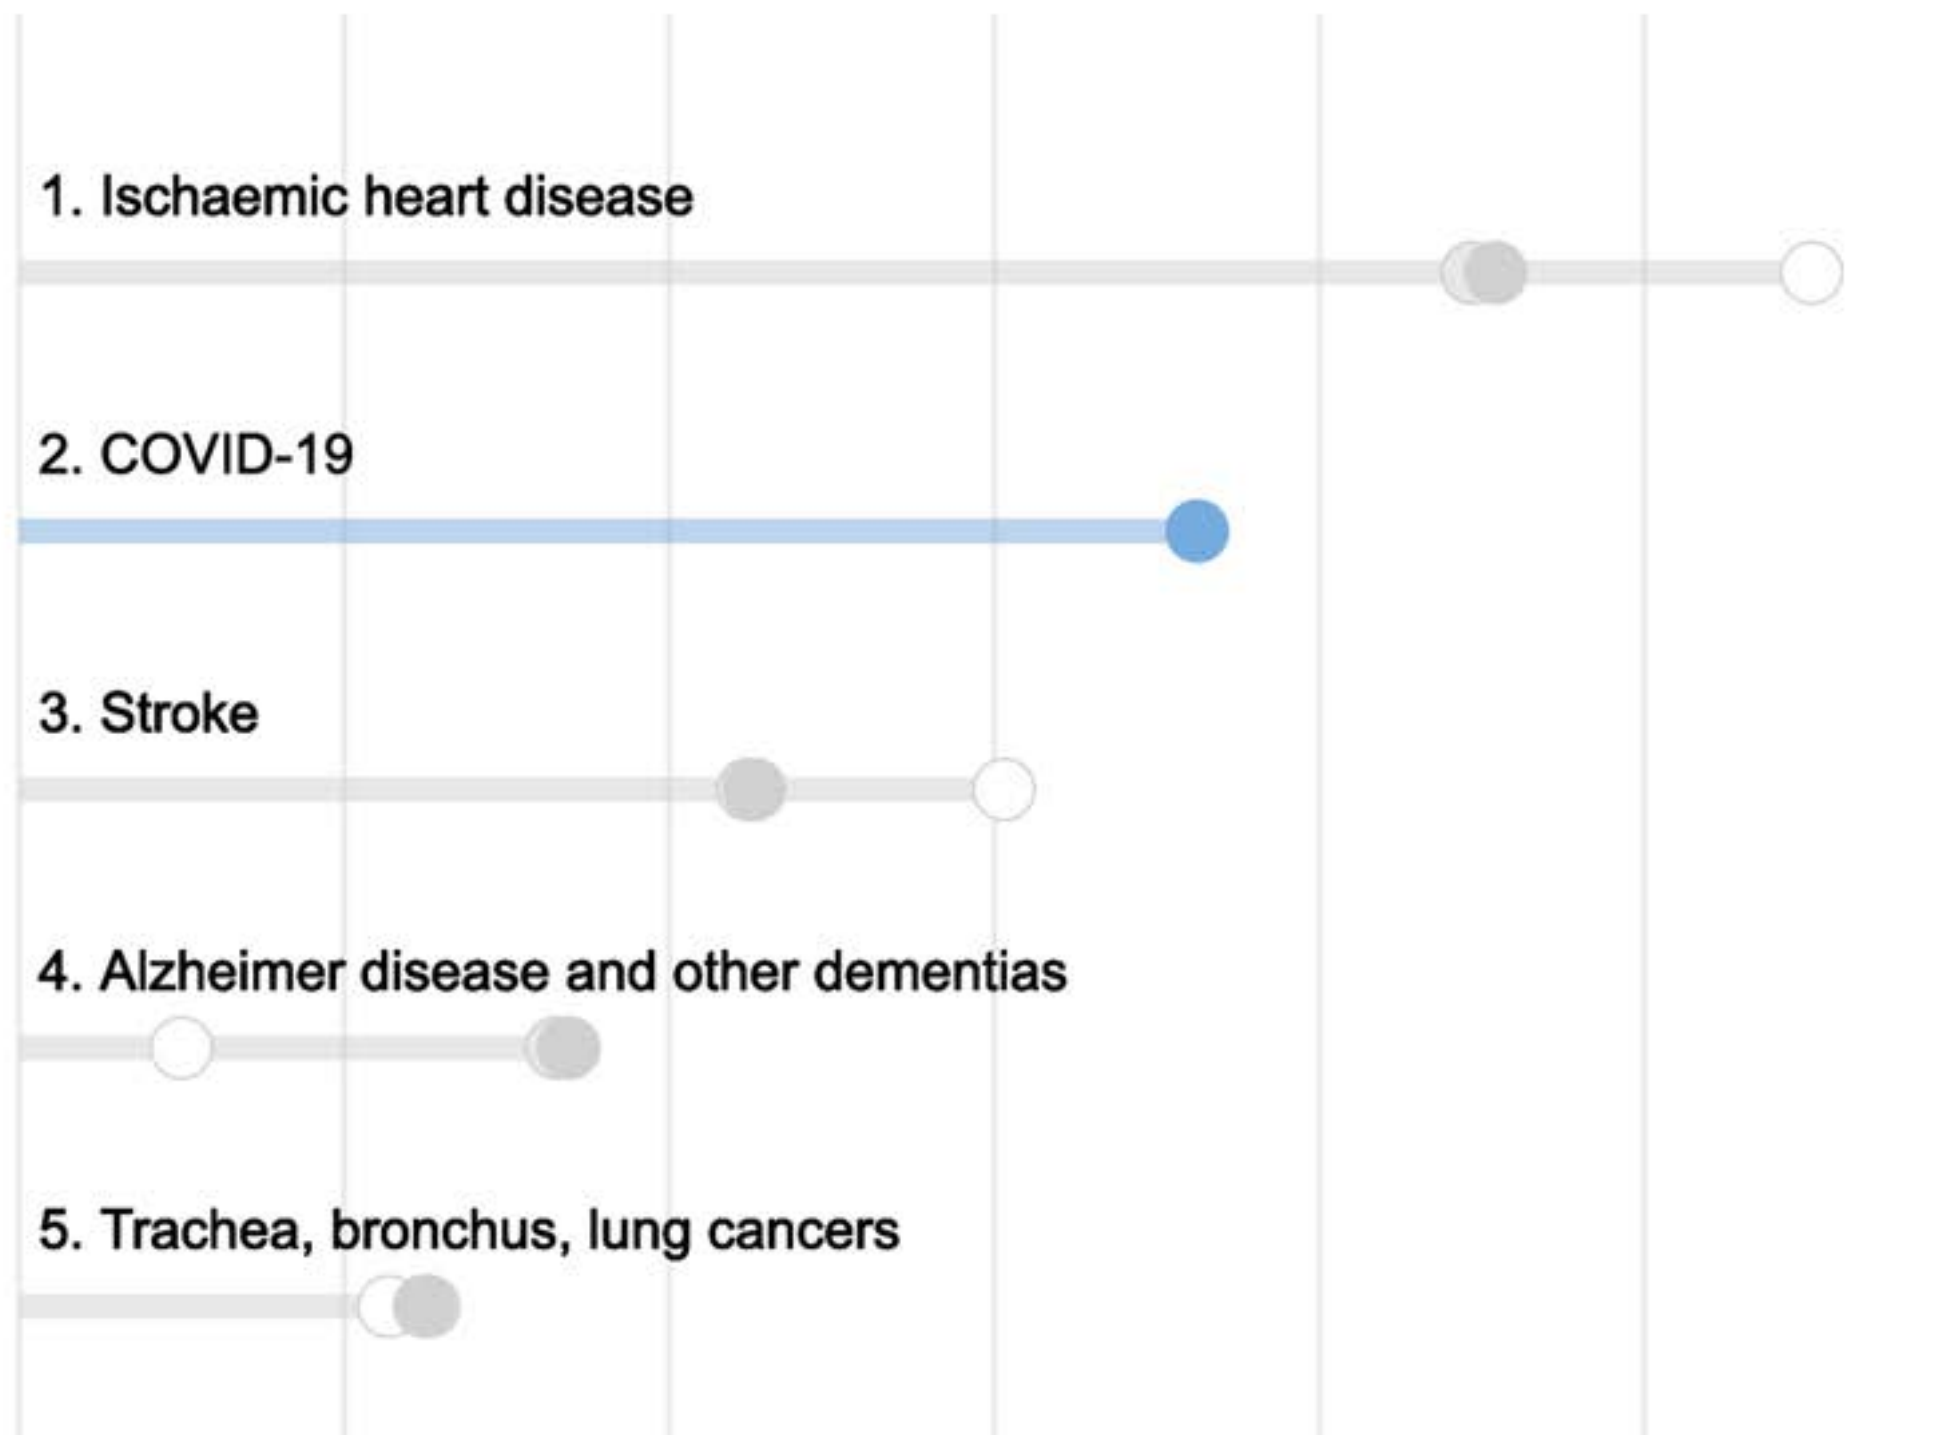 1. Ischaemic heart disease
2. COVID-19
3. Stroke
4. Alzheimer disease and other dementias
5. Trachea, bronchus, lung cancers